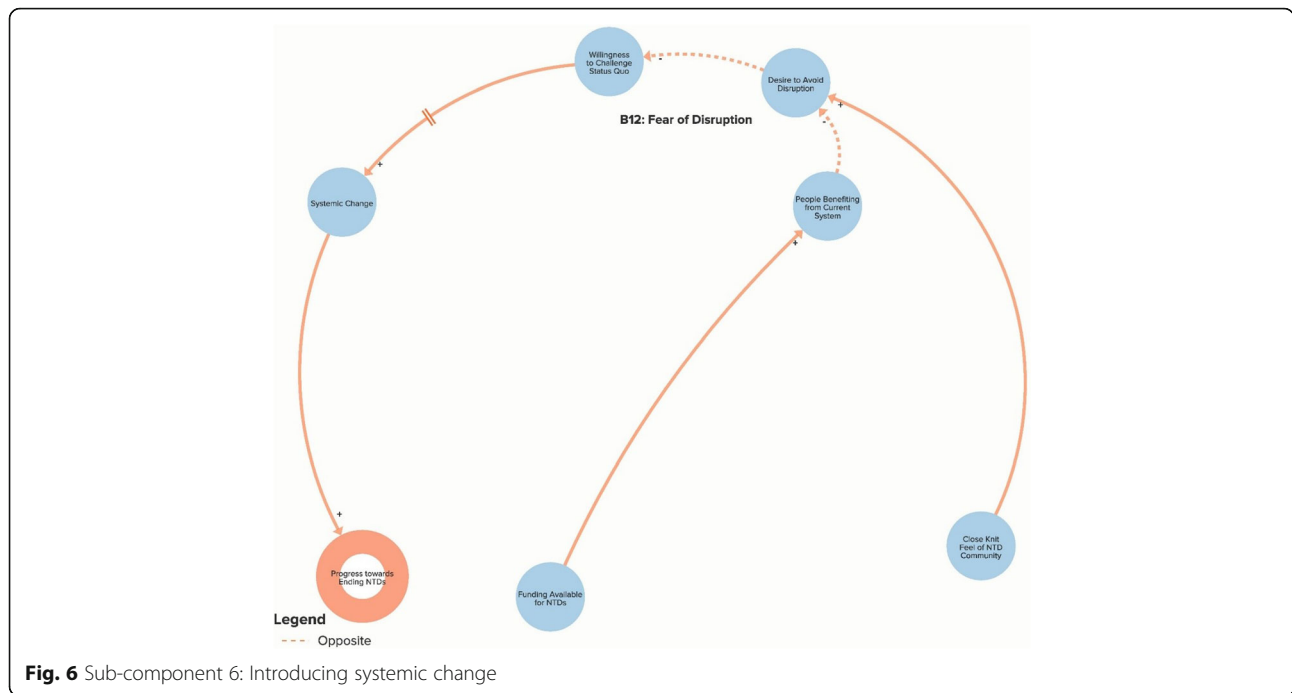 Willingness
to Challenge
Status Quo
-
Desire to Avoid
Disruption
+
B12: Fear of Disruption
-
+
Systemic Change
People Benefiting
from Current
System
+
+
Close Knit
Feel of NTD
Community
Progress towards
Ending NTDs
Funding Available
for NTDs
Legend
Opposite
Fig. 6 Sub-component 6: Introducing systemic change